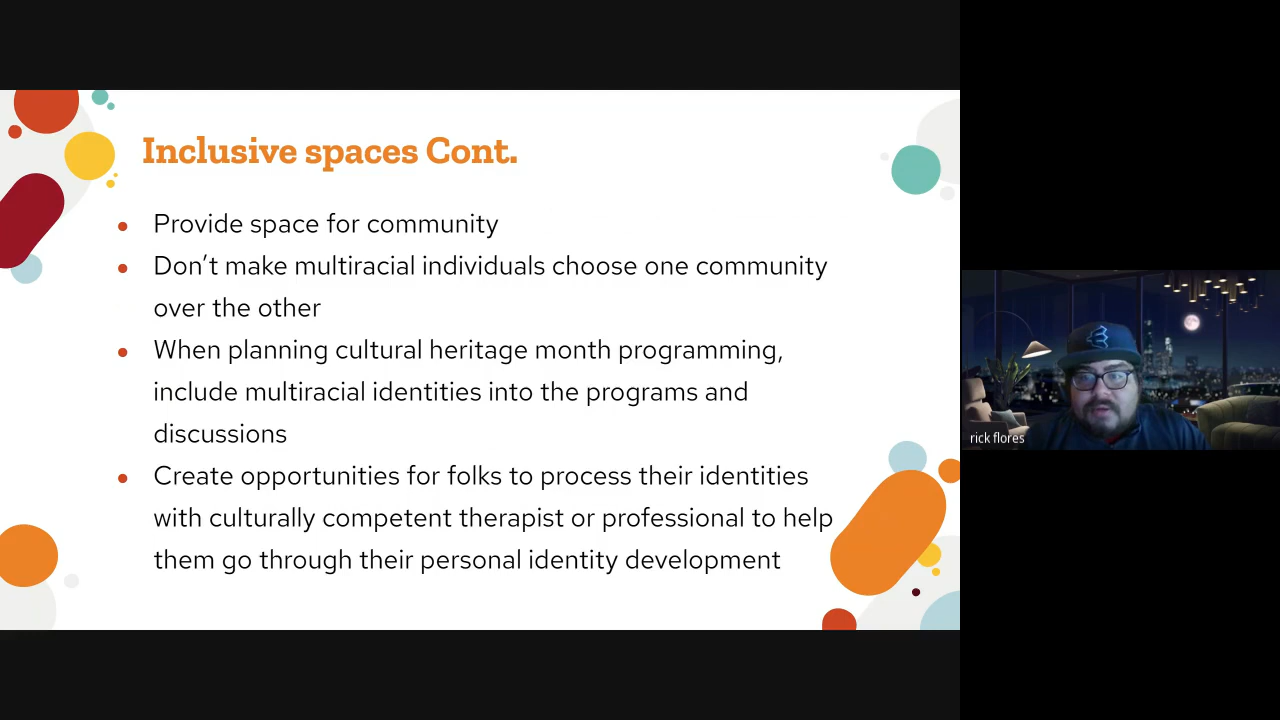 Inclusive spaces Cont.
Provide space for community
Don’t make multiracial individuals choose one community
over the other
When planning cultural heritage month programming,
include multiracial identities into the programs and
discussions
Create opportunities for folks to process their identities
with culturally competent therapist or professional to help
them go through their personal identity development
rick flores